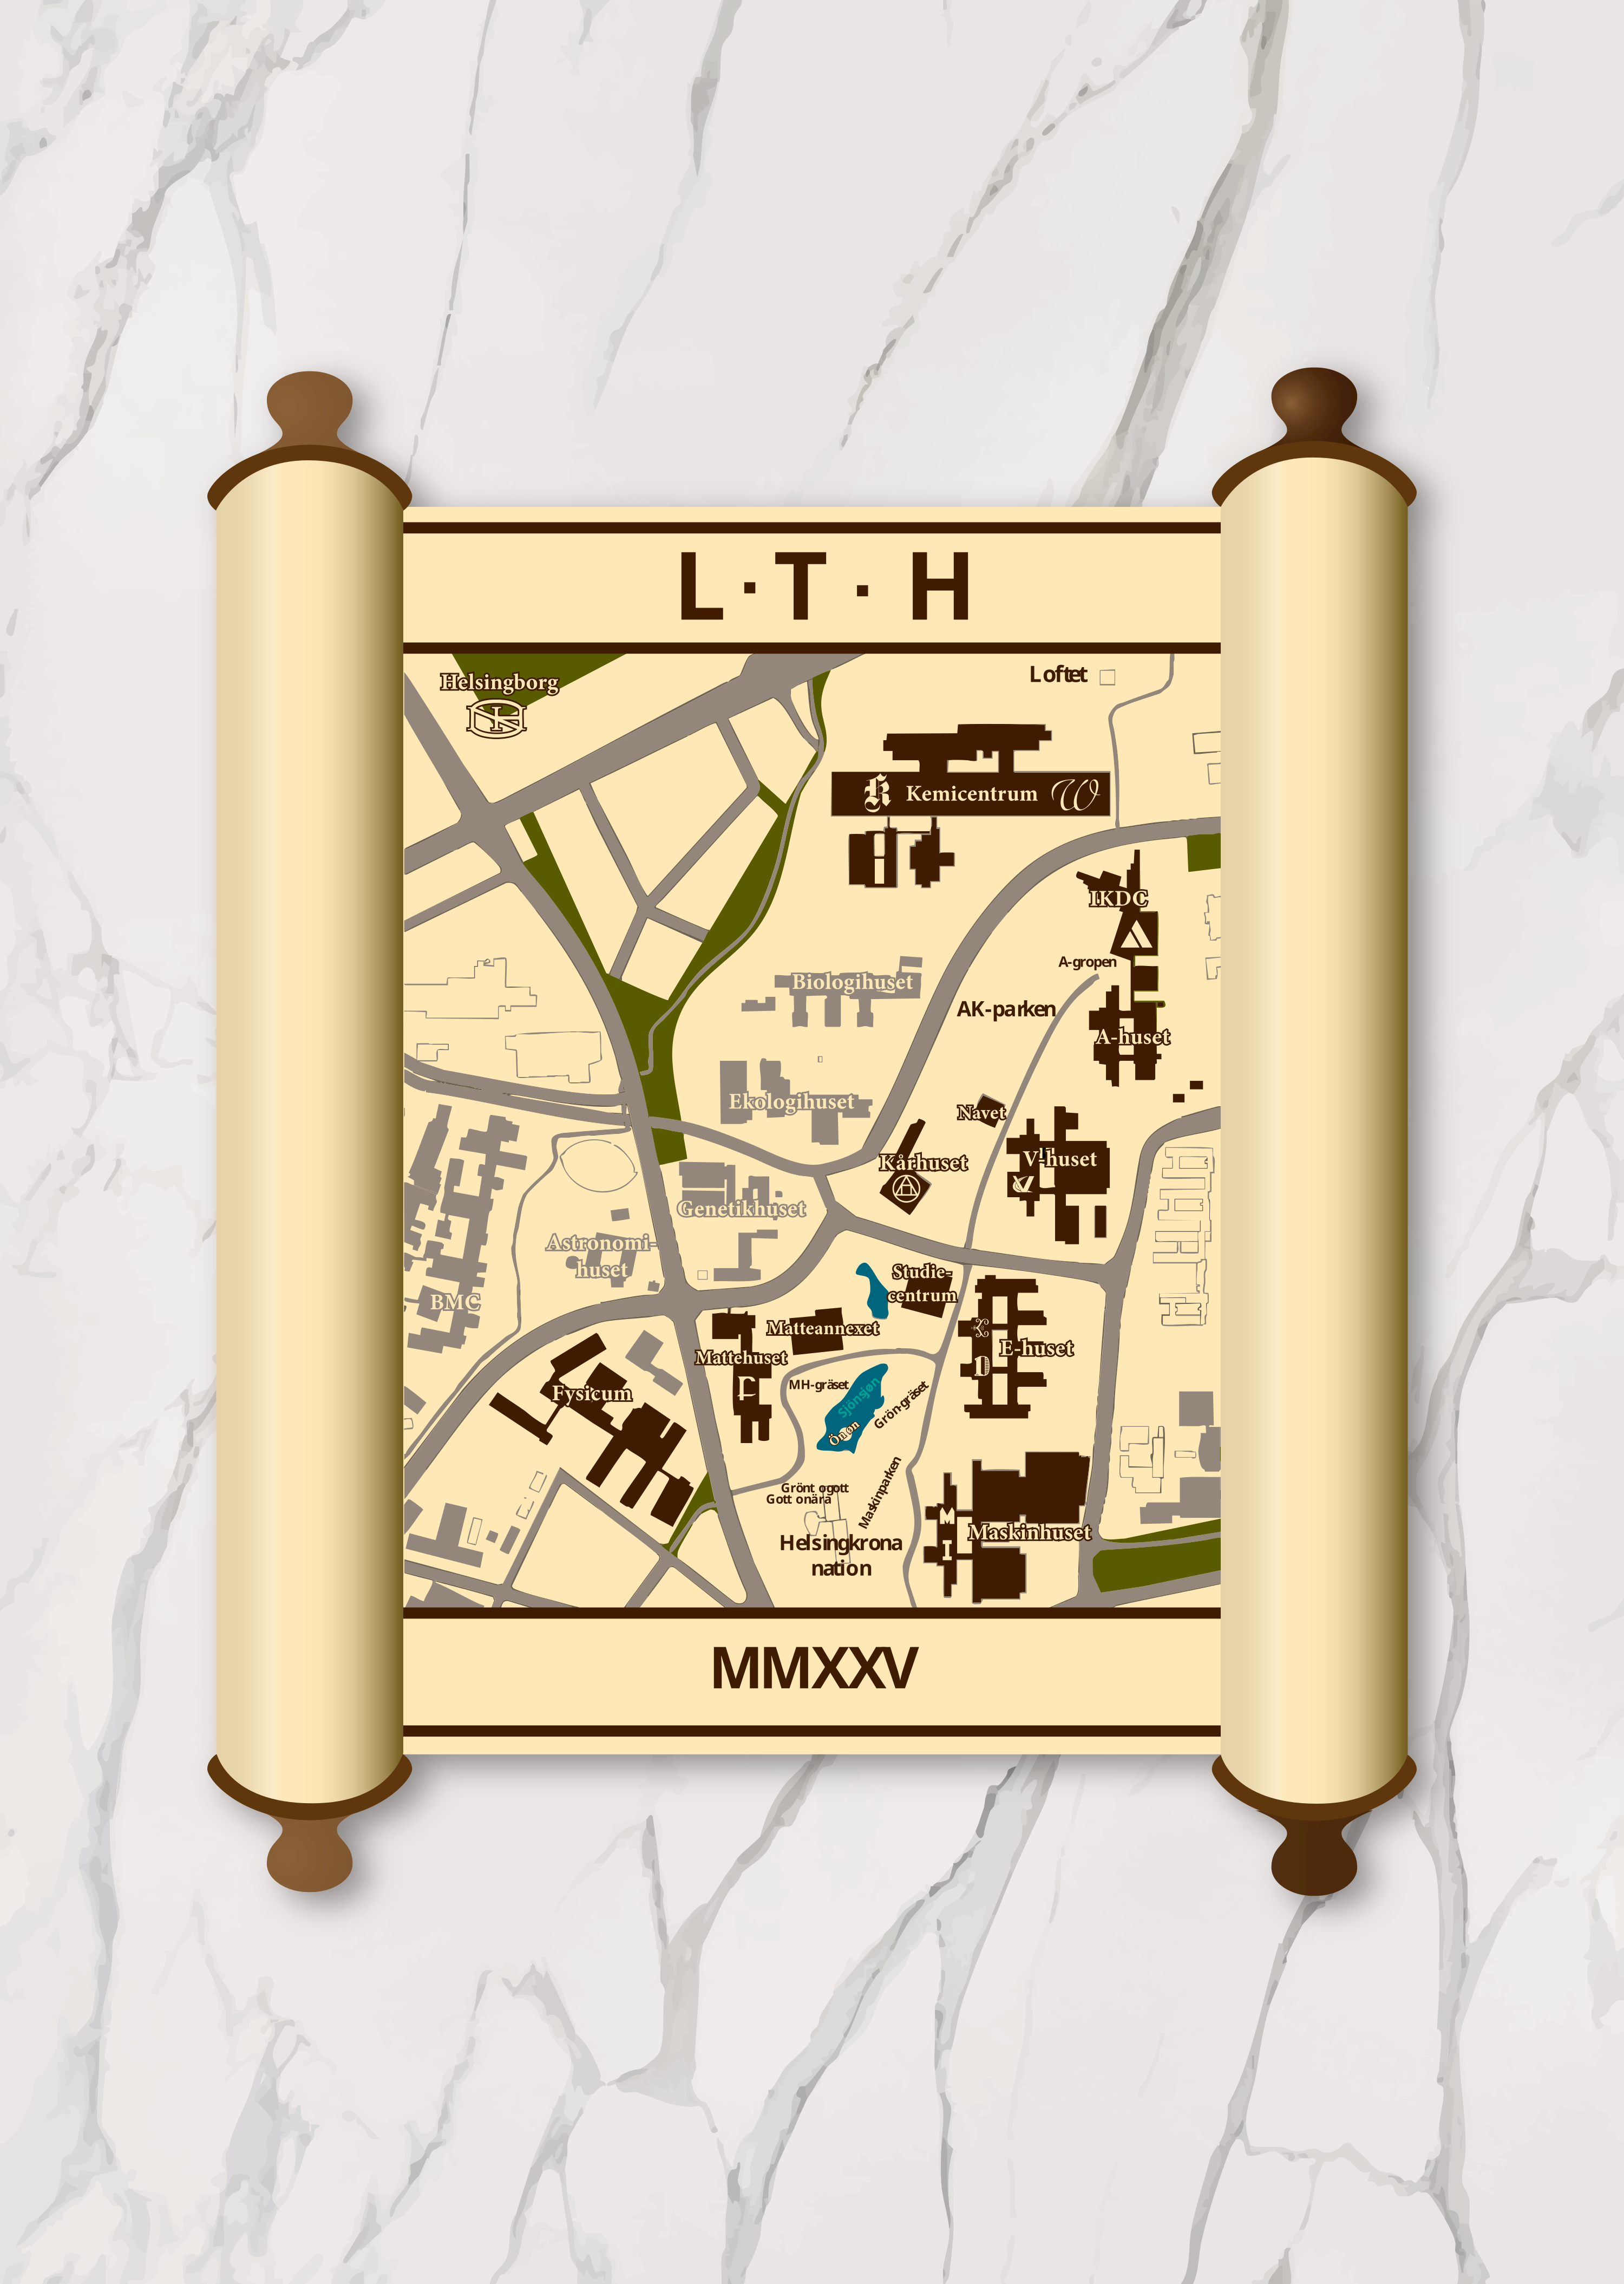 L · T · H
Helsingborg
Loftet
K Kemicentrum W
IKDC
A-gropen
Biologihuset
AK-parken
A-huset
Ekologihuset
Navet
Kårhuset
V-huset
V
Genetikhuset
Astronomi-
huset
BMC
Studie-
centrum
Matteannexet
Mattehuset
F
E-huset
D
Fysicum
MH-gräset
Sjönsjön
Grön-gräset
Önön
Grönt ogott
Gott onära
Maskinparken
Helsingkrona
nation
M
Maskinhuset
I
MMXXV